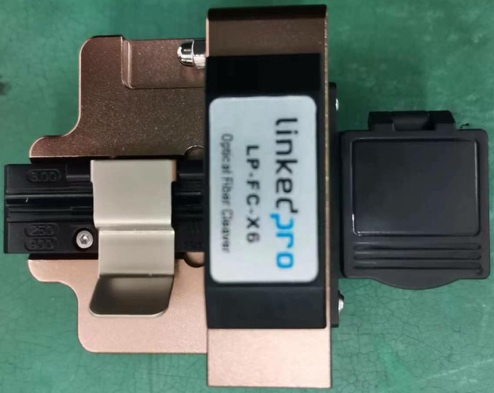 linkedpro
LP-FC-X6
Optical Fiber Cleaver
250
900